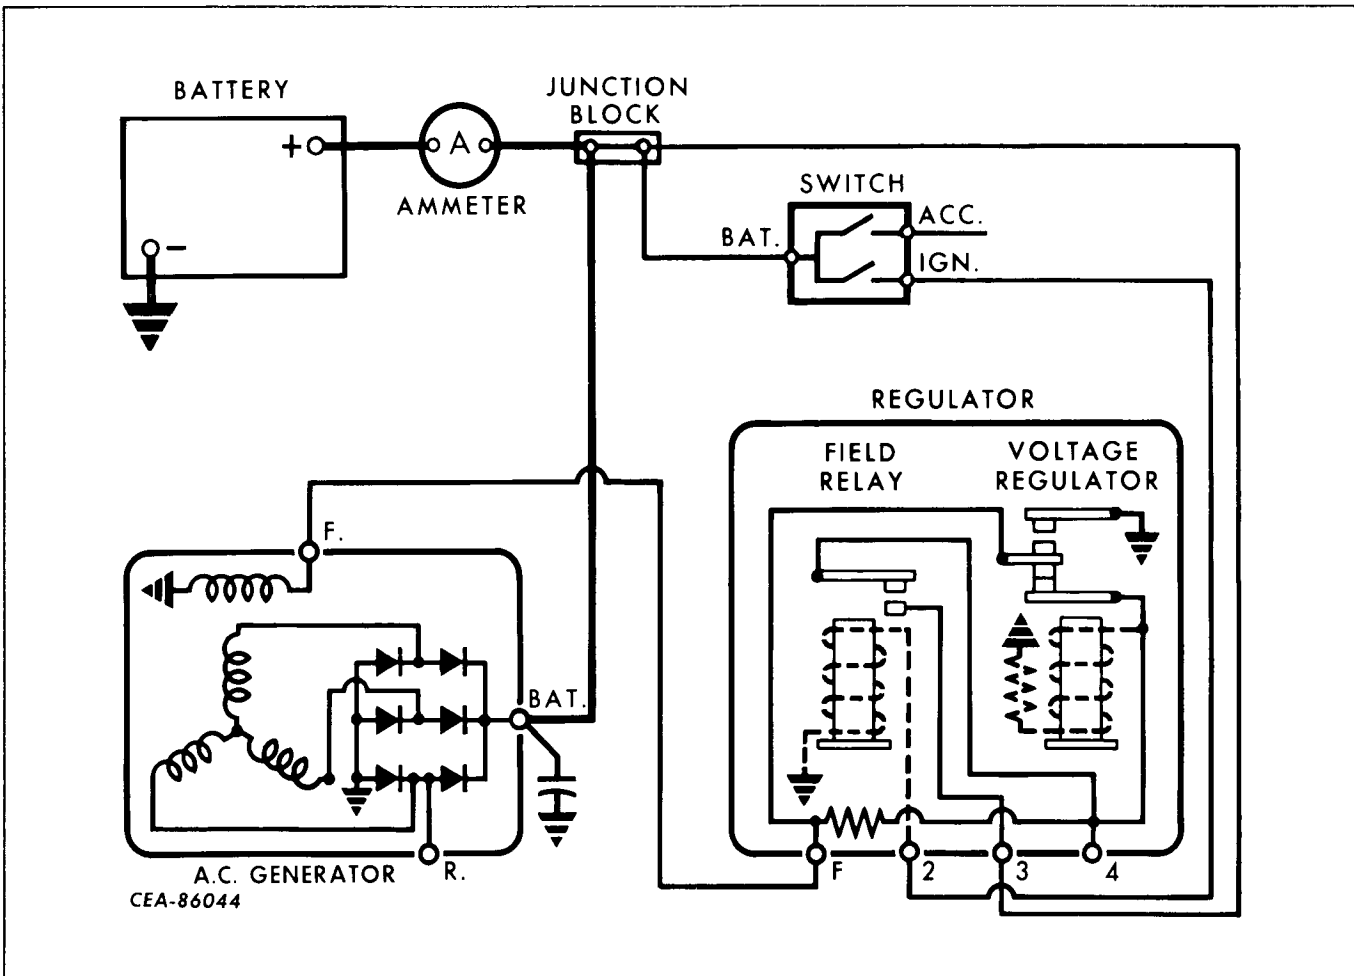 BATTERY
JUNCTION
BLOCK
+
A
-
AMMETER
SWITCH
ACC.
BAT.
IGN.
REGULATOR
FIELD
RELAY
VOLTAGE
REGULATOR
F.
BAT.
A.C. GENERATOR
R.
F
2
3
4
CEA-86044